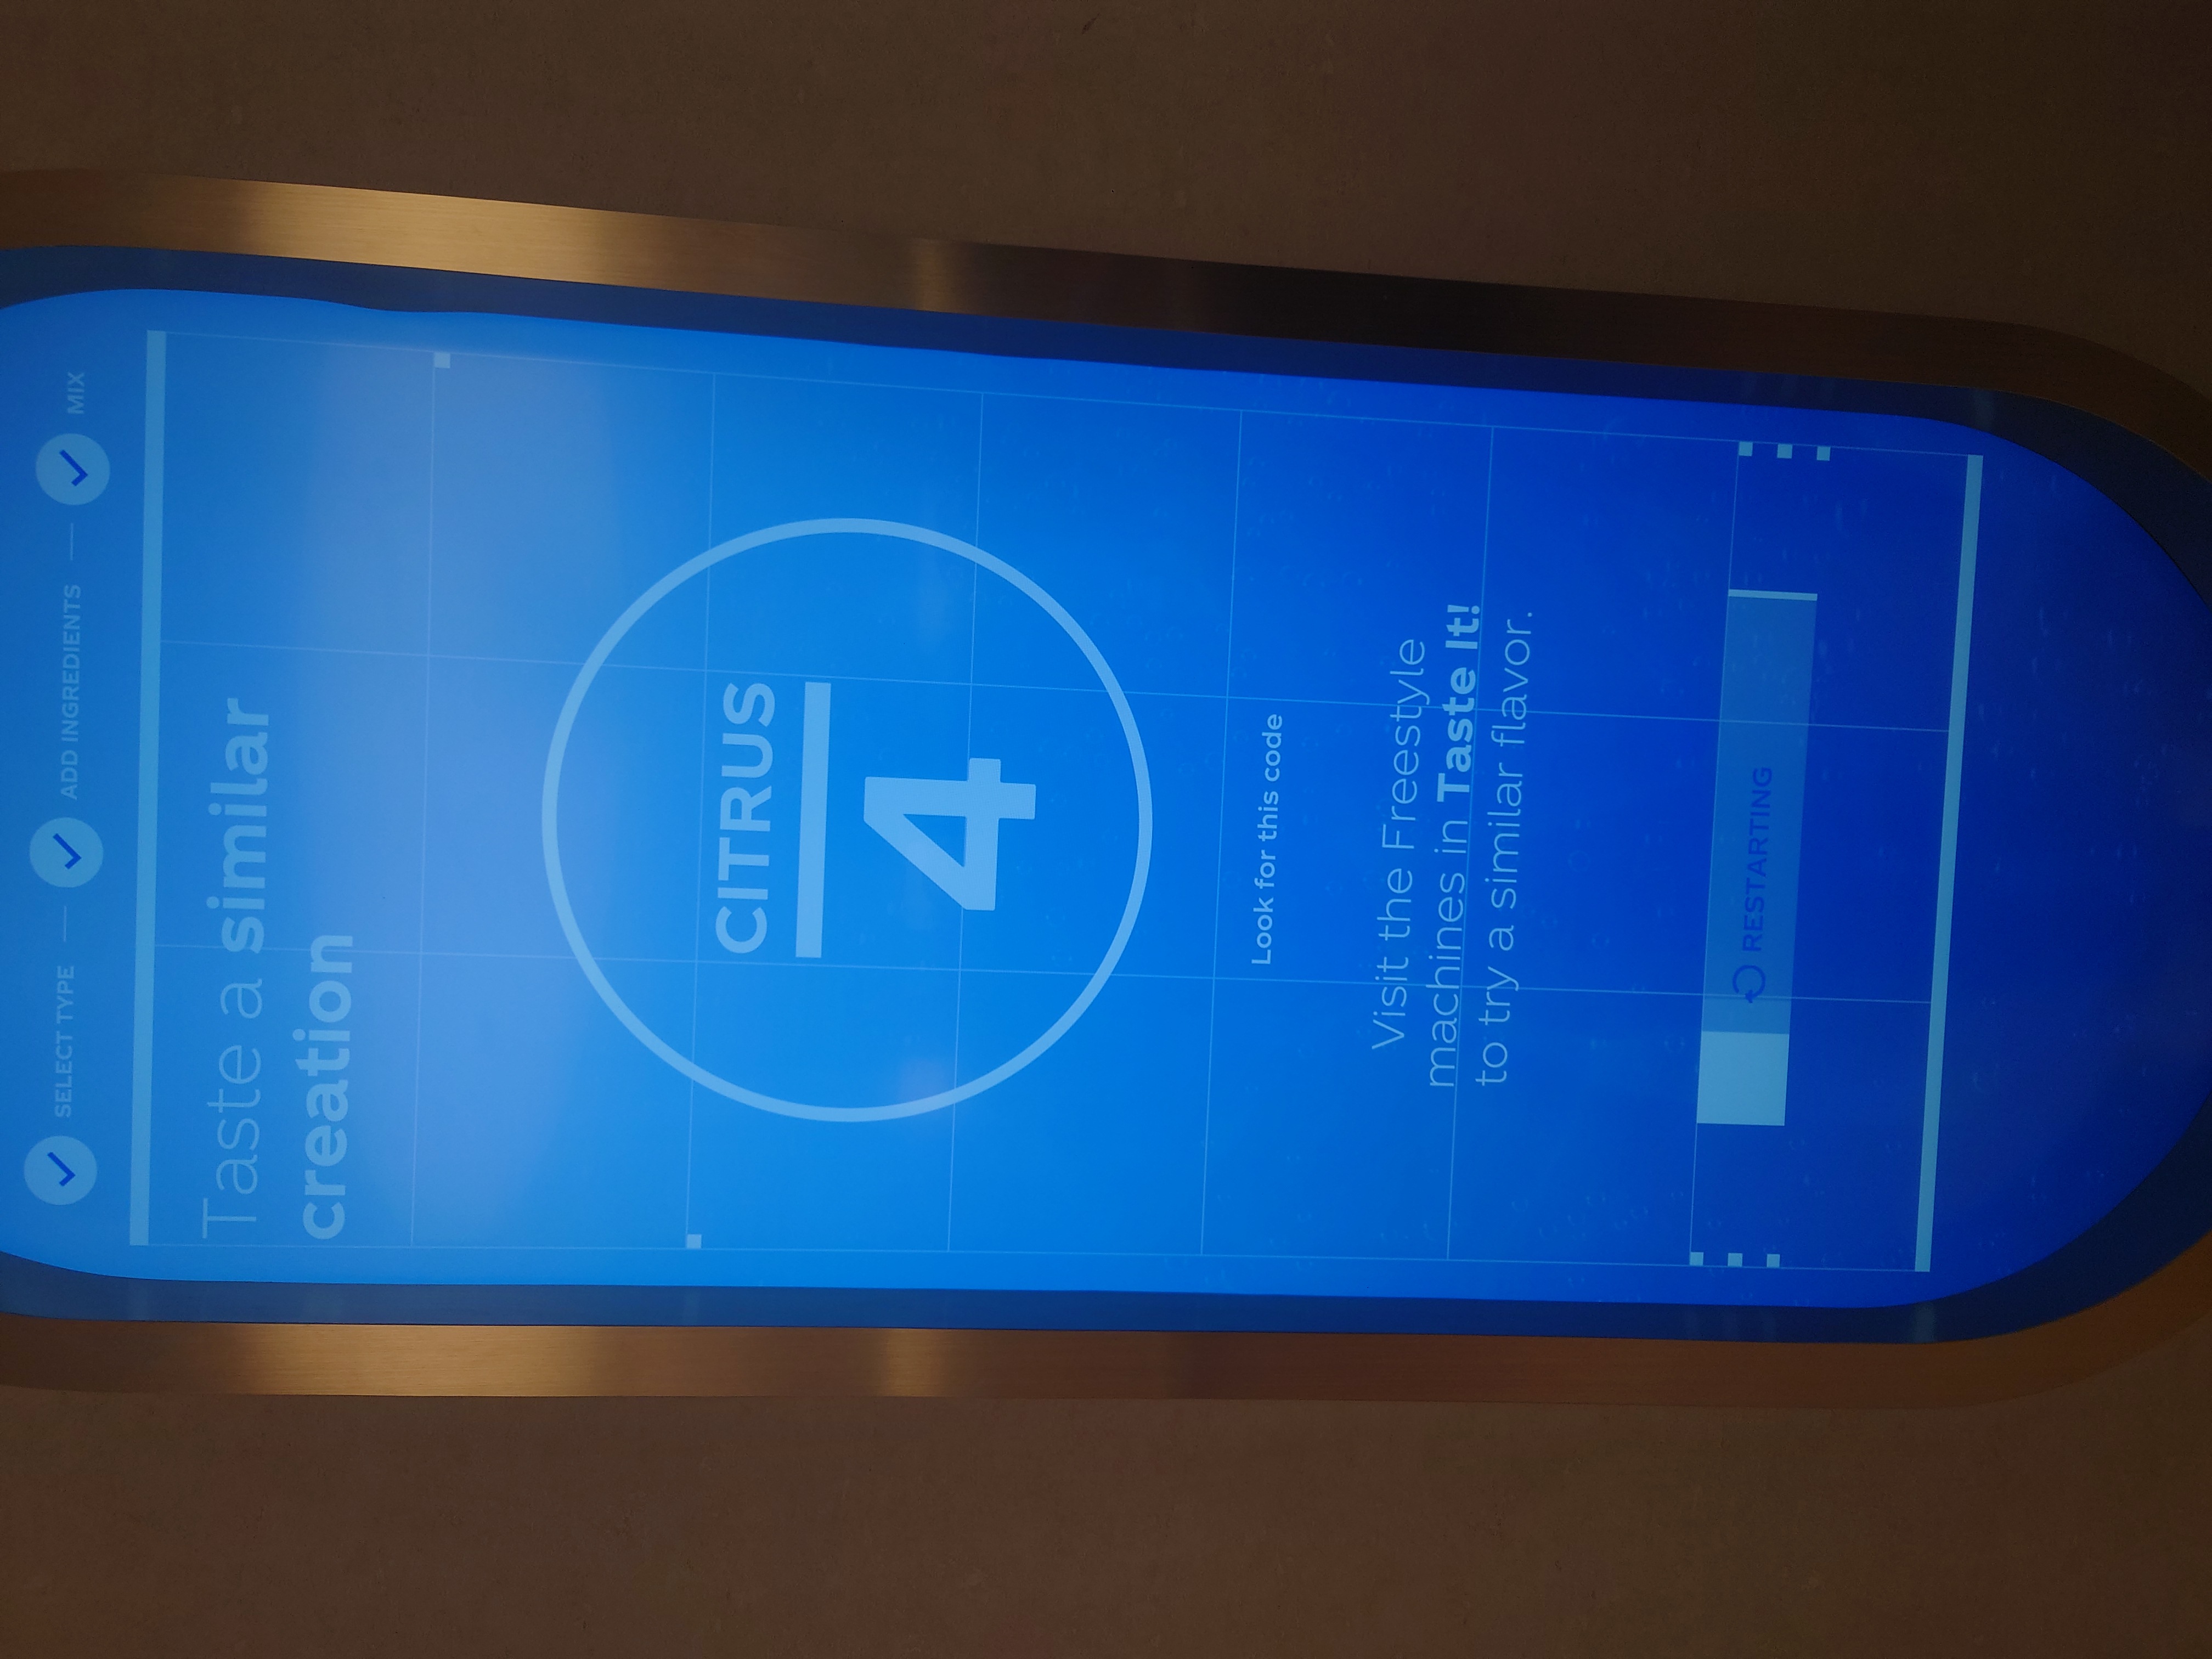 SELECT TYPE — ADD INGREDIENTS — MIX
Taste a similar
creation
CITRUS
4
Look for this code
Visit the Freestyle
machines in Taste It!
to try a similar flavor.
RESTARTING